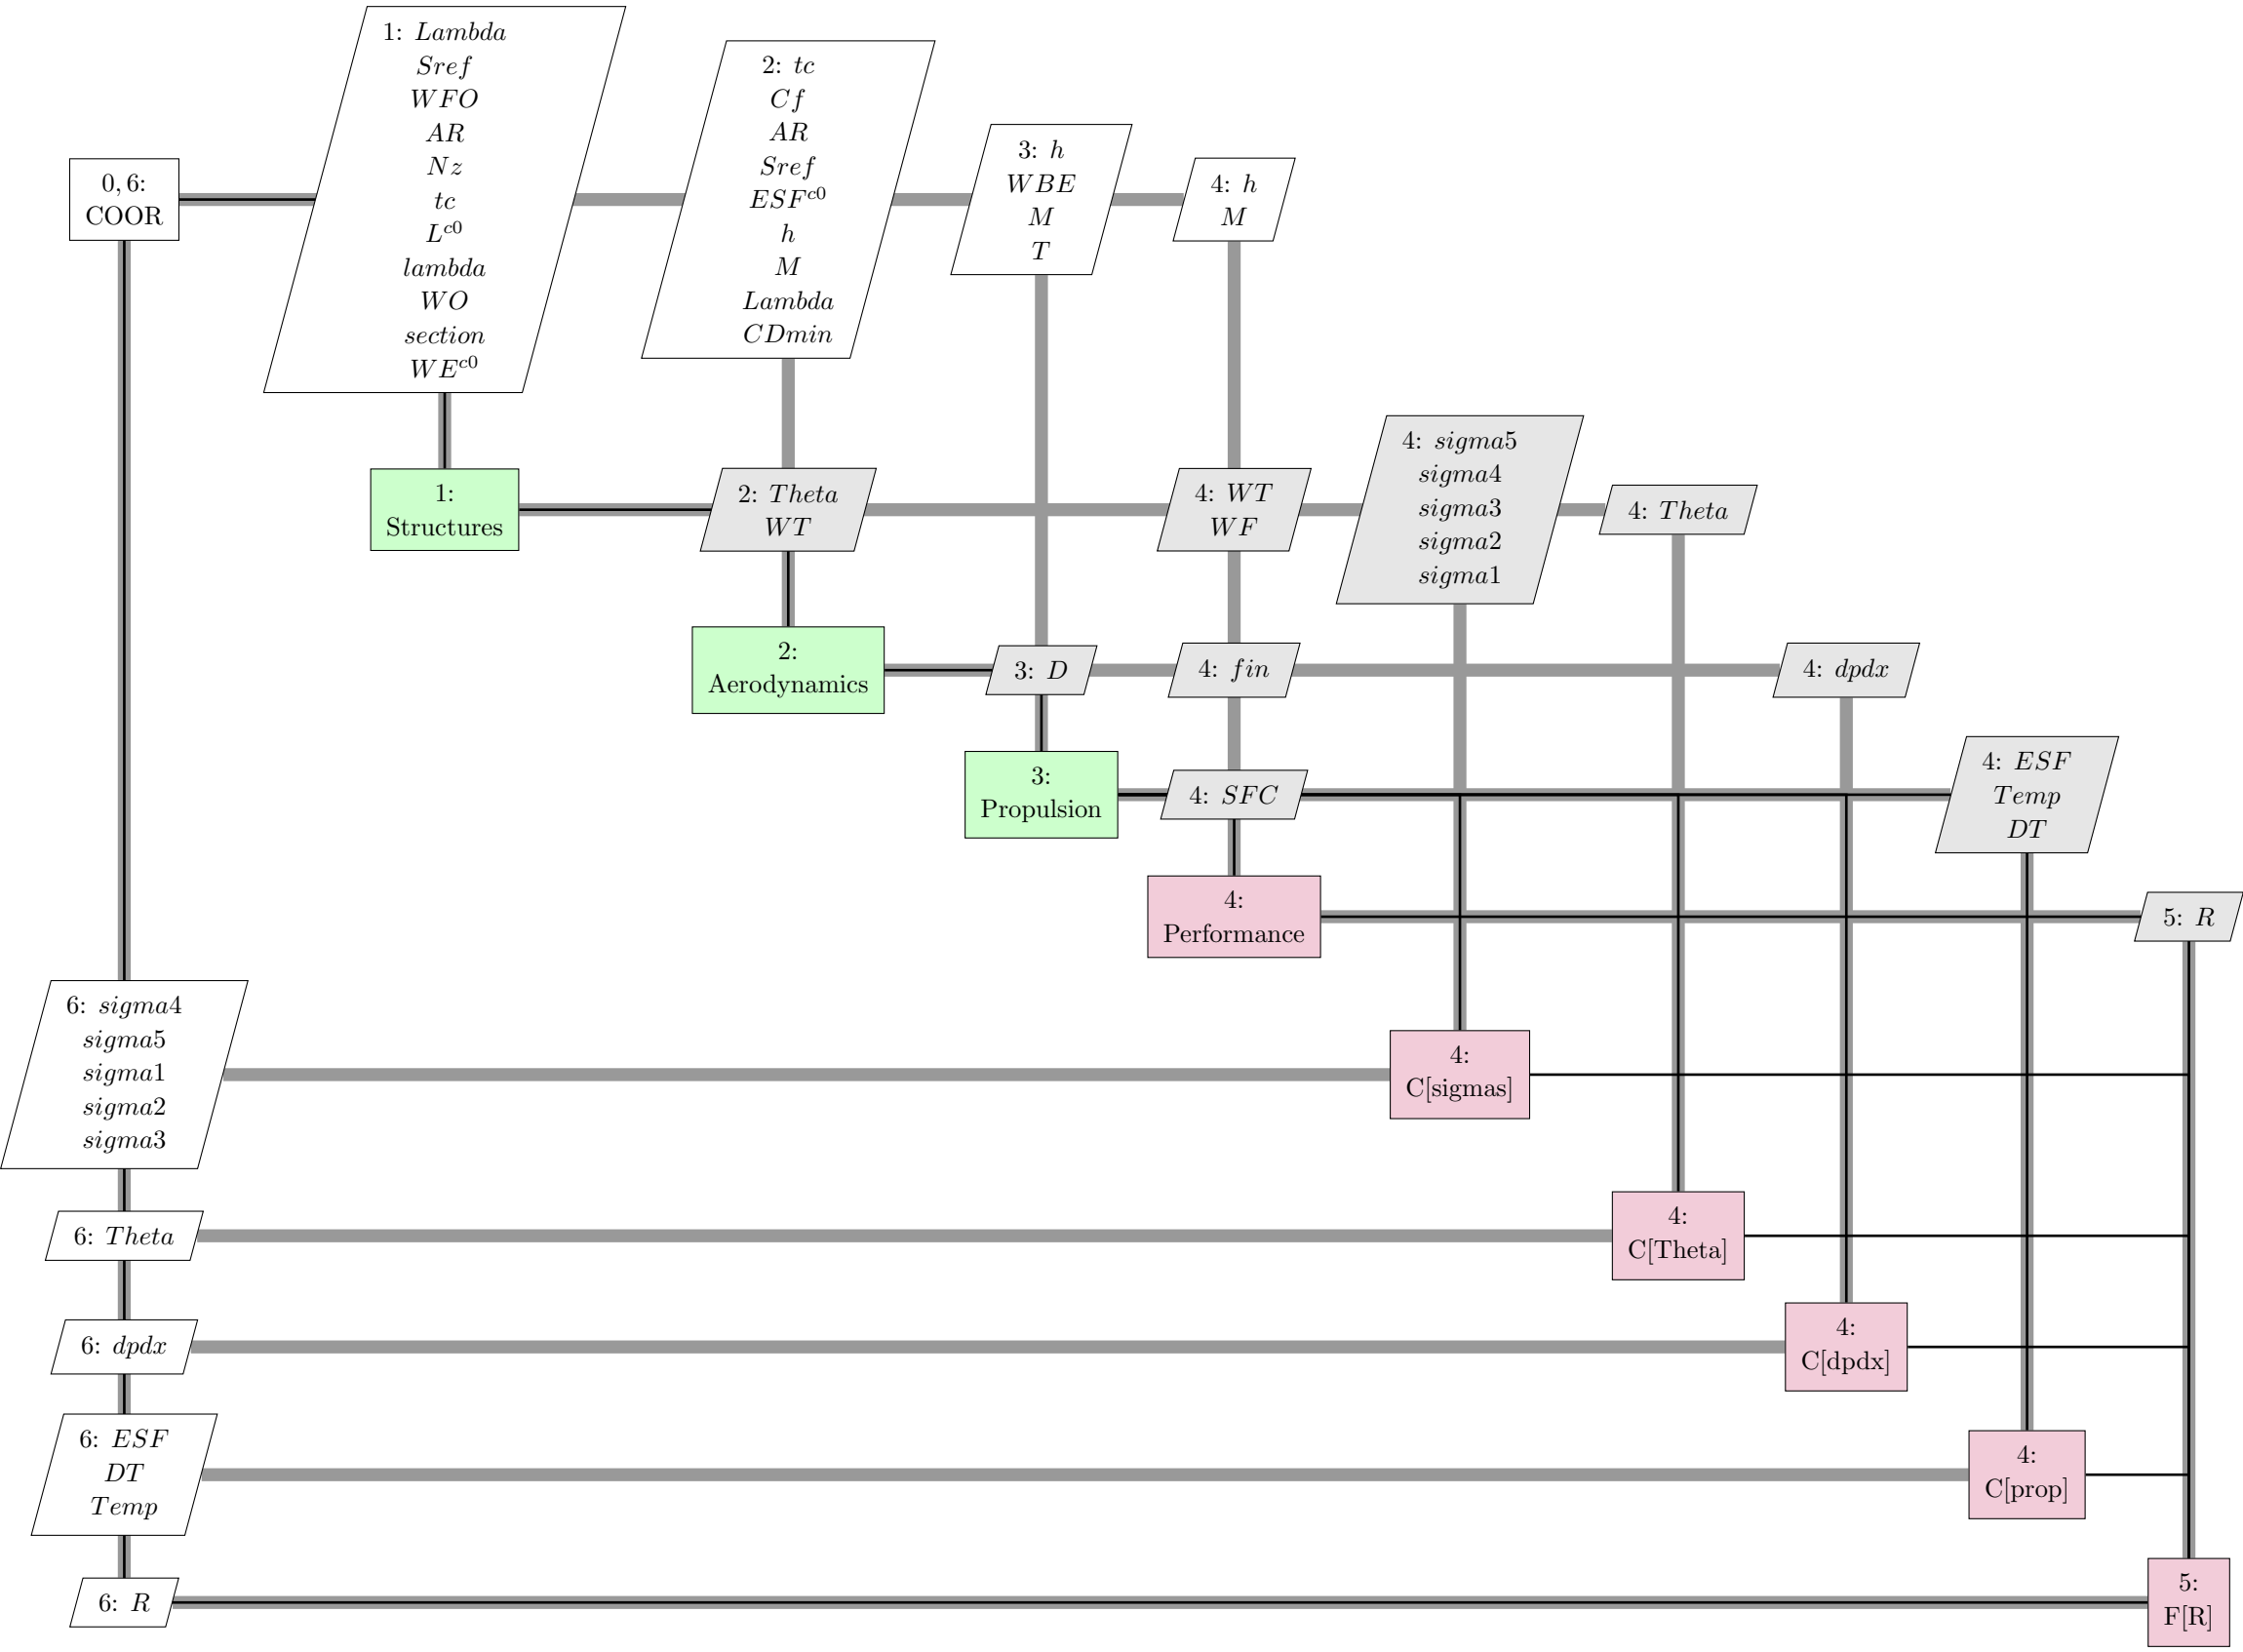 1: Lambda
Sref
WFO
AR
Nz
tc
L^c0
lambda
WO
section
WE^c0
2: tc
Cf
AR
Sref
ESF^c0
h
M
Lambda
CDmin
3: h
WBE
M
T
4: h
M
0, 6:
COOR
1:
Structures
2: Theta
WT
4: WT
WF
4: sigma5
sigma4
sigma3
sigma2
sigma1
4: Theta
2:
Aerodynamics
3: D
4: fin
4: dpdx
3:
Propulsion
4: SFC
4: ESF
Temp
DT
4:
Performance
5: R
6: sigma4
sigma5
sigma1
sigma2
sigma3
4:
C[sigmas]
6: Theta
4:
C[Theta]
6: dpdx
4:
C[dpdx]
6: ESF
DT
Temp
4:
C[prop]
6: R
5:
F[R]